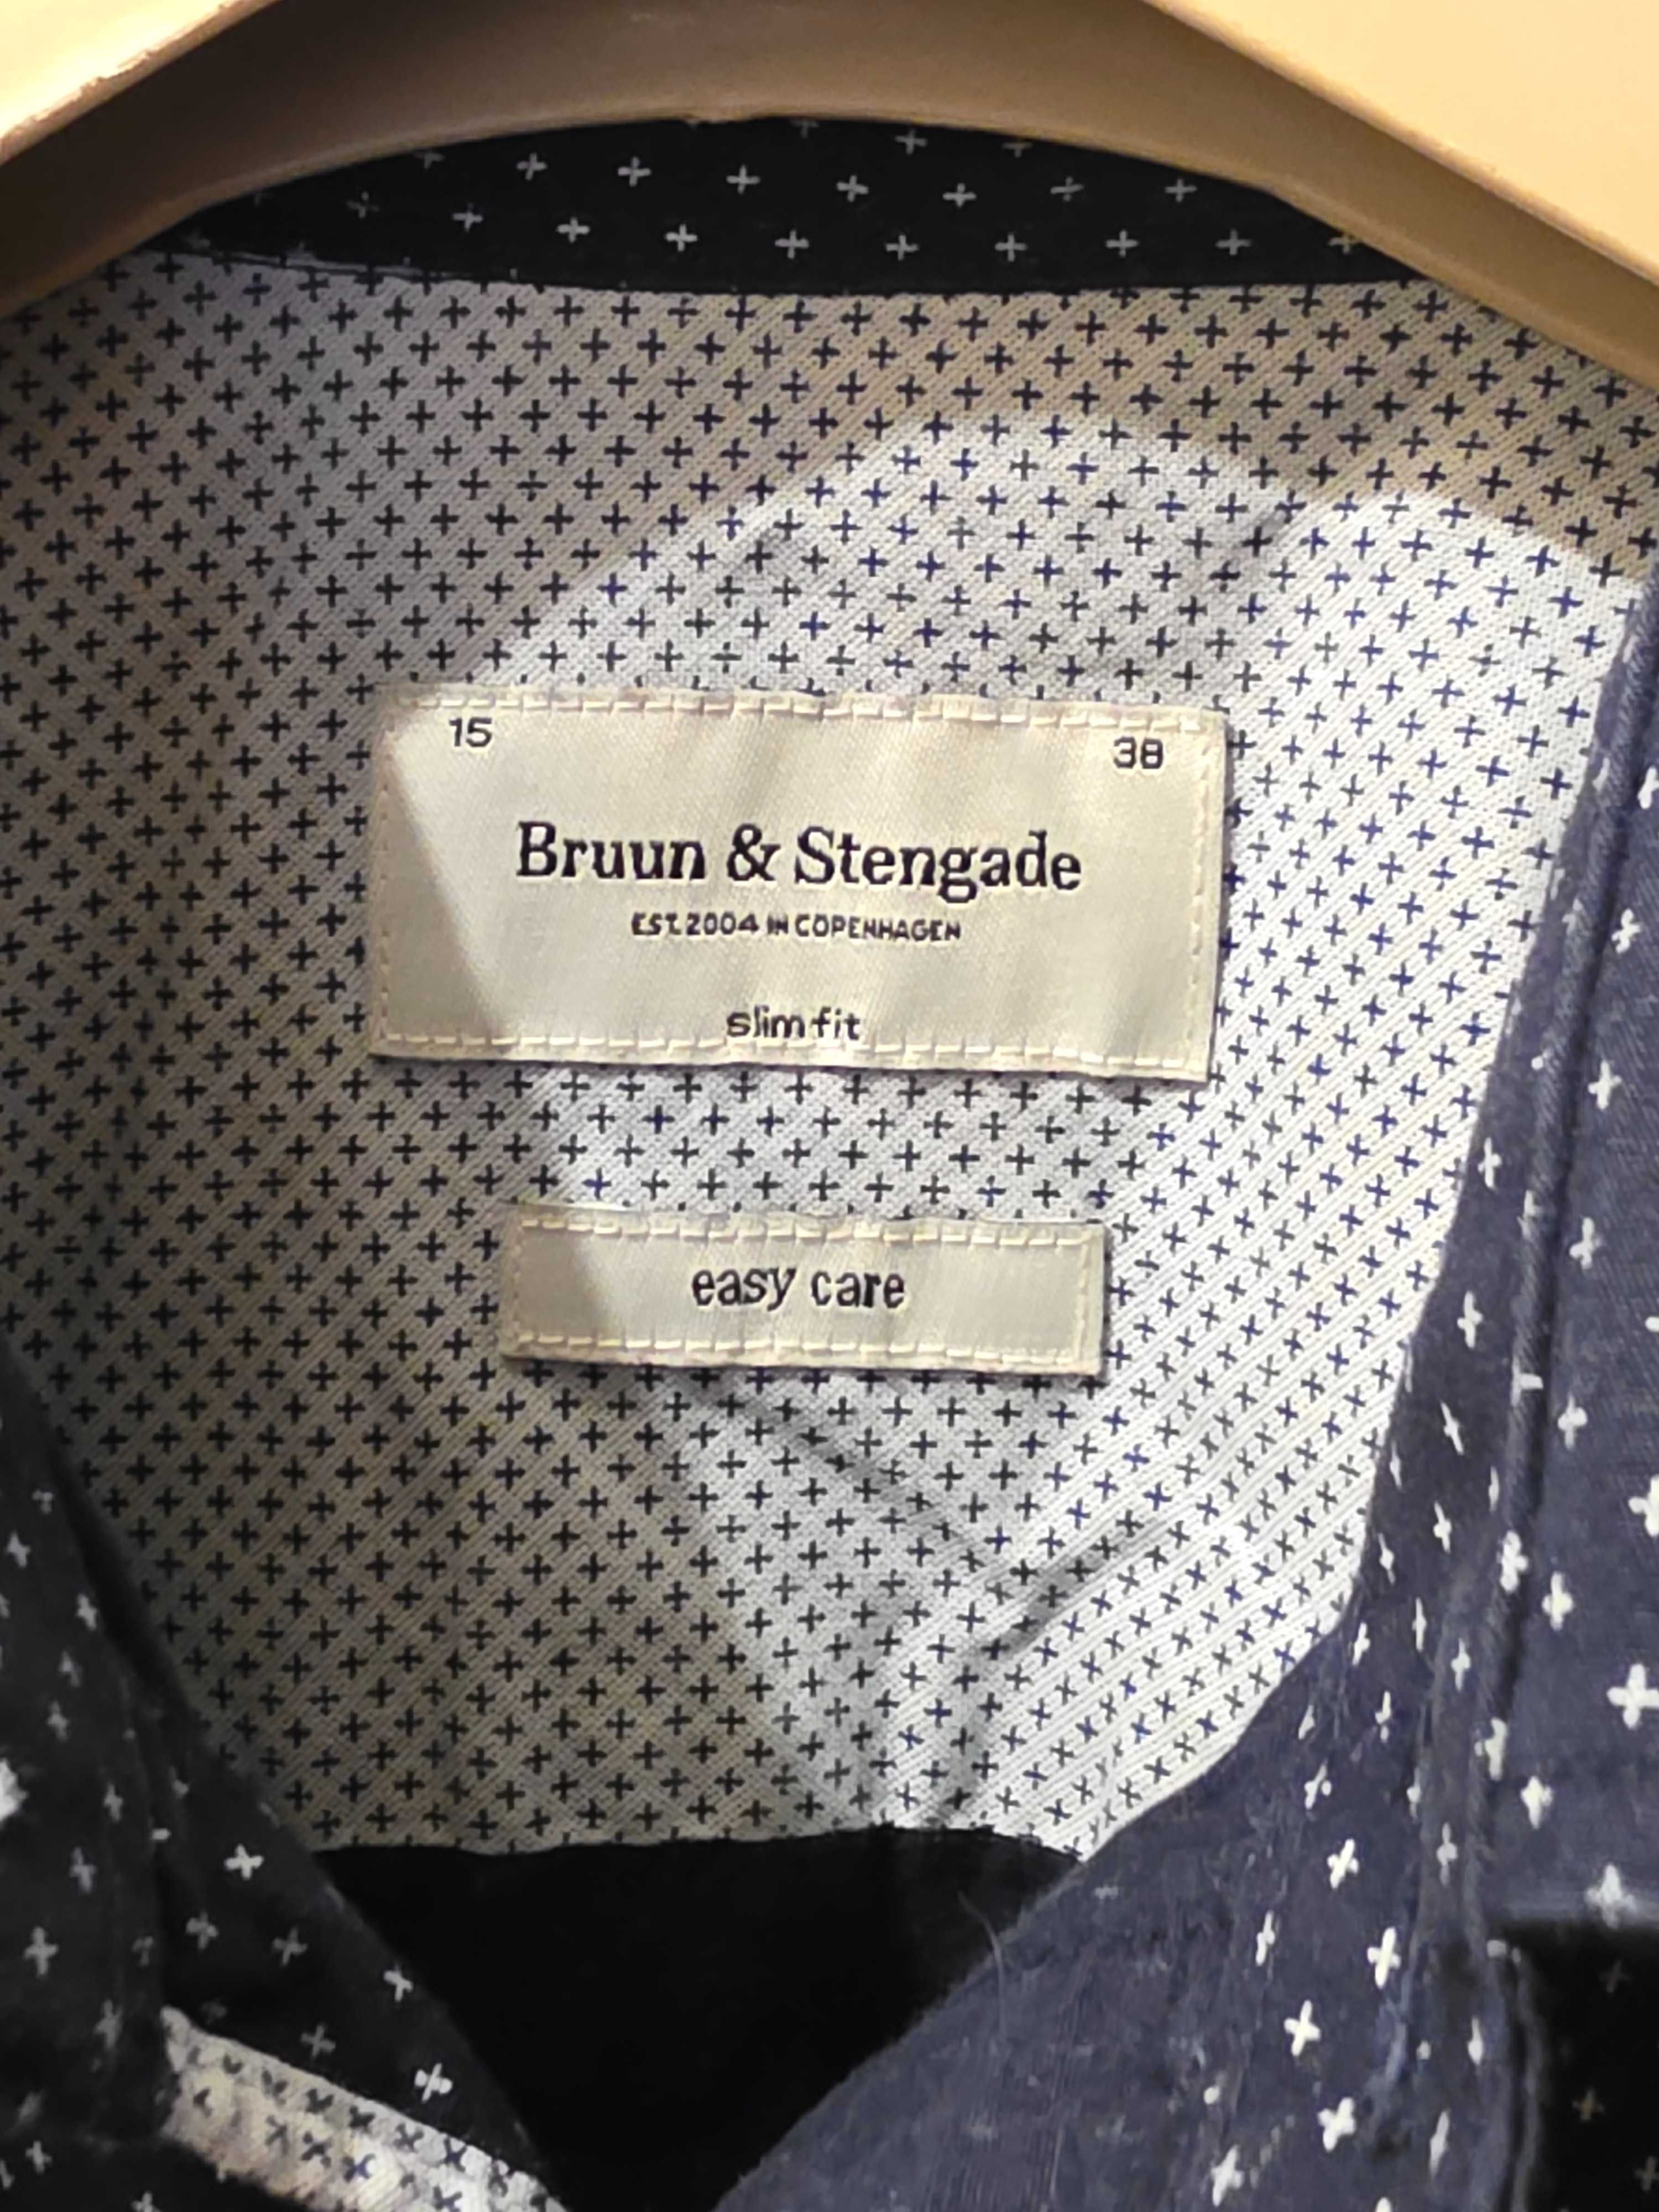 15 38
Bruun & Stengade
EST. 2004 IN COPENHAGEN
slim fit
easy care